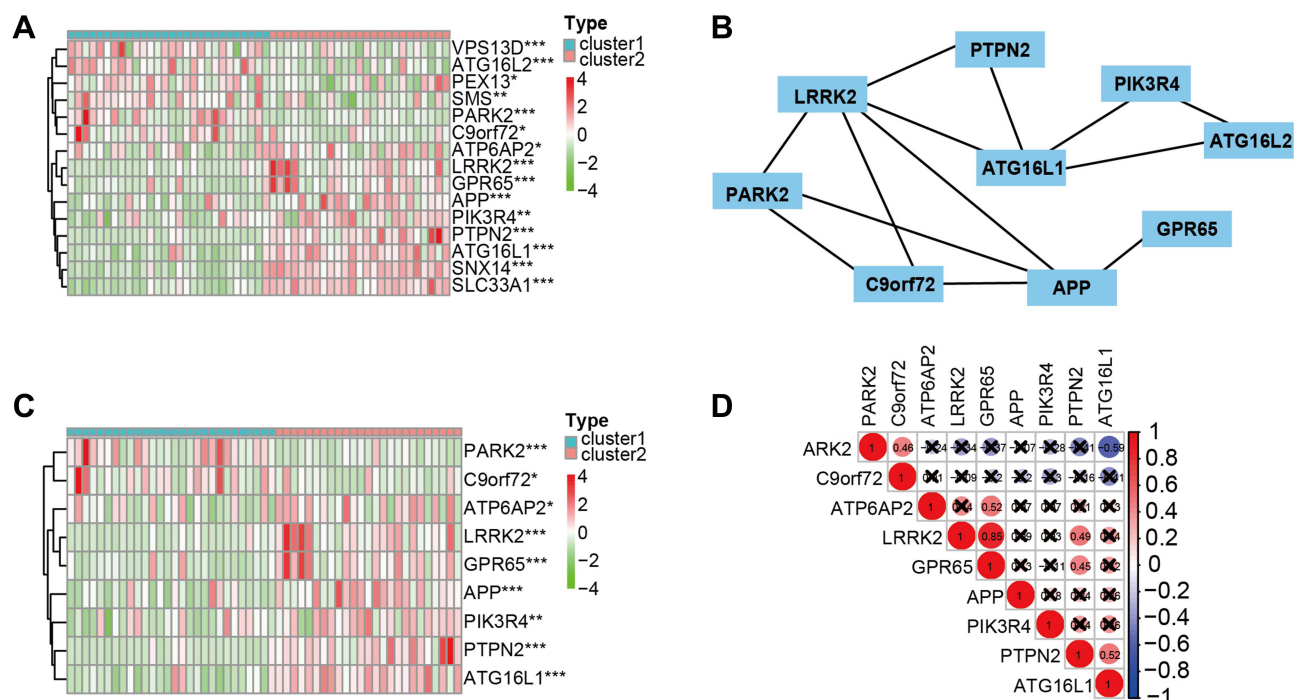 A
Type
cluster1
cluster2
4
2
0
−2
−4
VPS13D***
ATG16L2***
PEX13*
SMS**
PARK2***
C9orf72*
ATP6AP2*
LRRK2***
GPR65***
APP***
PIK3R4**
PTPN2***
ATG16L1***
SNX14***
SLC33A1***
B
PTPN2
LRRK2
PIK3R4
ATG16L2
ATG16L1
PARK2
GPR65
C9orf72
APP
C
Type
cluster1
cluster2
4
2
0
−2
−4
PARK2***
C9orf72*
ATP6AP2*
LRRK2***
GPR65***
APP***
PIK3R4**
PTPN2***
ATG16L1***
D
PARK2
C9orf72
ATP6AP2
LRRK2
GPR65
APP
PIK3R4
PTPN2
ATG16L1
ARK2 1 0.46 −0.59
C9orf72 1
ATP6AP2 1 0.52
LRRK2 1 0.85 0.49
GPR65 1 0.45
APP 1
PIK3R4 1
PTPN2 1 0.52
ATG16L1 1
1
0.8
0.6
0.4
0.2
0
−0.2
−0.4
−0.6
−0.8
−1